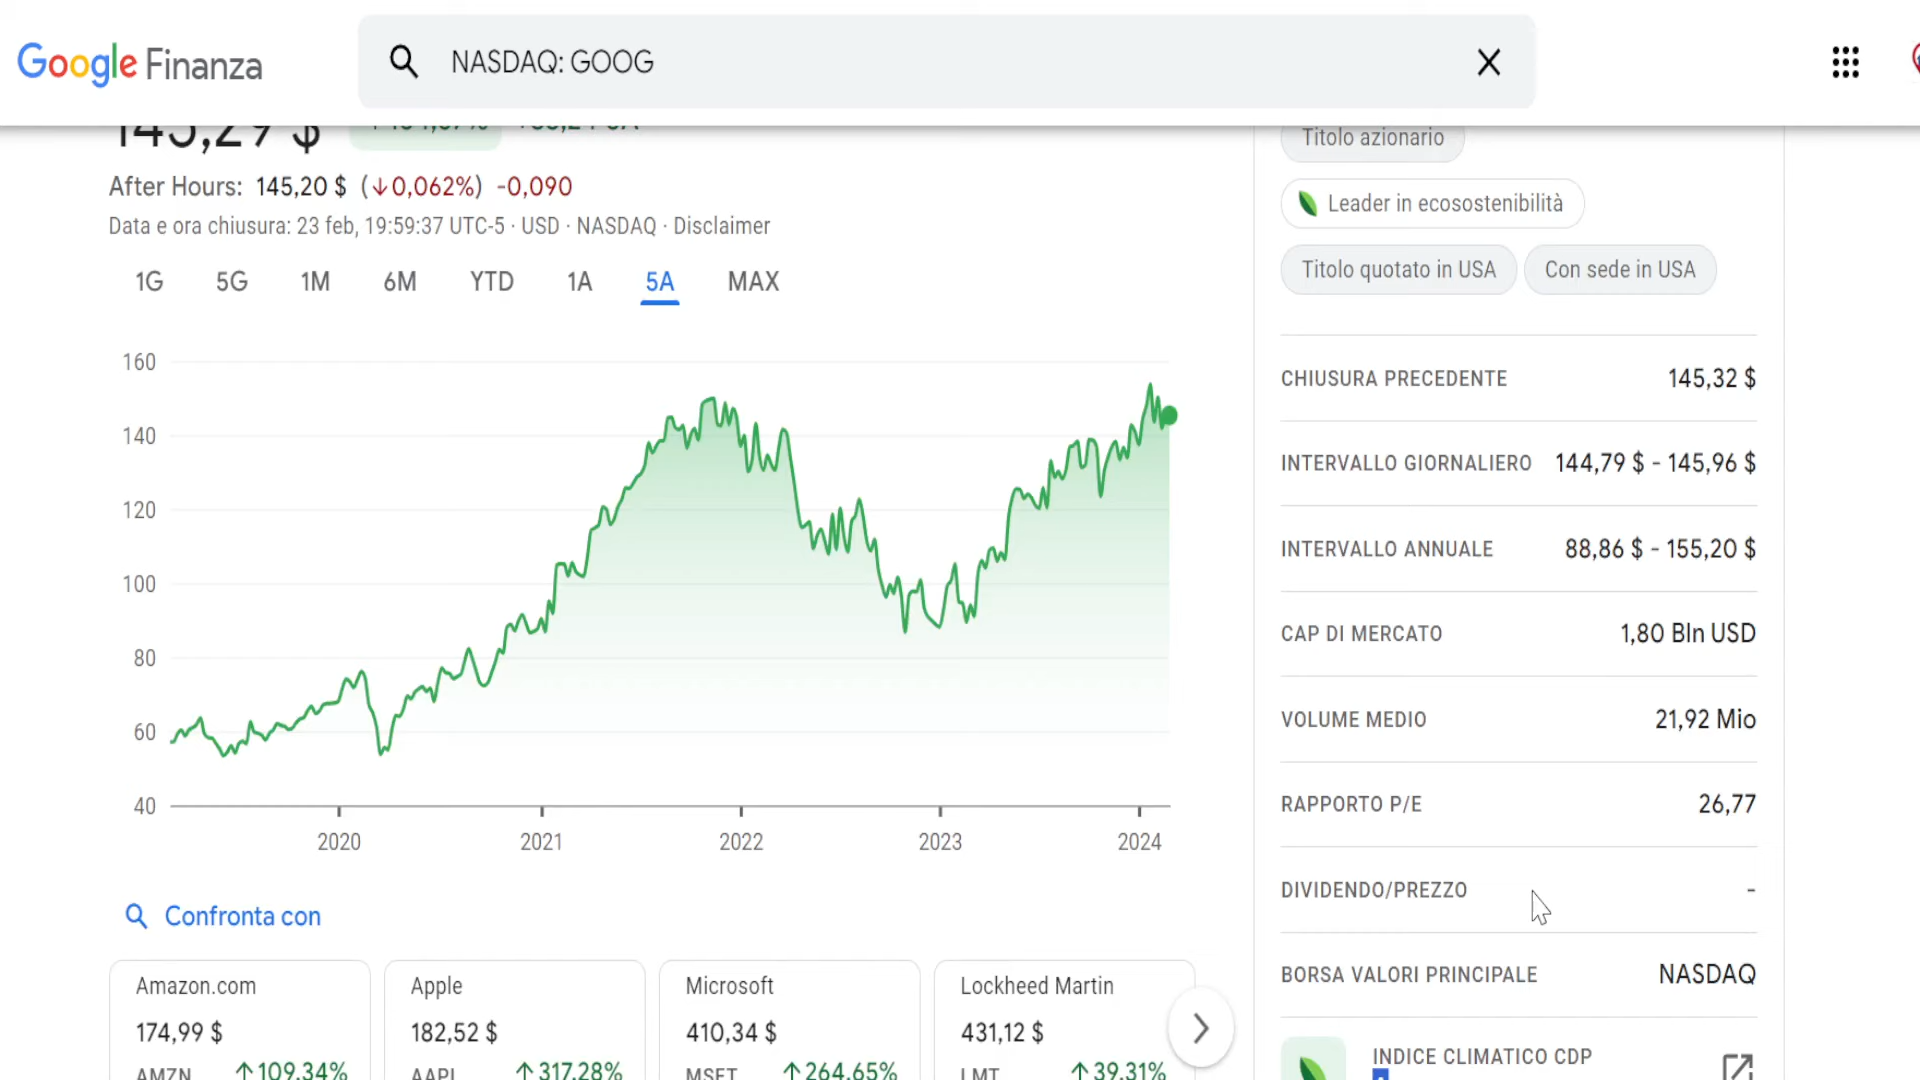 Google Finanza
NASDAQ: GOOG
145,29 $
After Hours: 145,20 $ (↓0,062%) -0,090
Data e ora chiusura: 23 feb, 19:59:37 UTC-5 · USD · NASDAQ · Disclaimer
1G 5G 1M 6M YTD 1A 5A MAX
160
140
120
100
80
60
40
2020 2021 2022 2023 2024
Confronta con
Amazon.com
174,99 $
AMZN ↑109,34%
Apple
182,52 $
AAPL ↑317,28%
Microsoft
410,34 $
MSFT ↑264,65%
Lockheed Martin
431,12 $
LMT ↑39,31%
Titolo azionario
Leader in ecosostenibilità
Titolo quotato in USA
Con sede in USA
CHIUSURA PRECEDENTE 145,32 $
INTERVALLO GIORNALIERO 144,79 $ - 145,96 $
INTERVALLO ANNUALE 88,86 $ - 155,20 $
CAP DI MERCATO 1,80 Bln USD
VOLUME MEDIO 21,92 Mio
RAPPORTO P/E 26,77
DIVIDENDO/PREZZO -
BORSA VALORI PRINCIPALE NASDAQ
INDICE CLIMATICO CDP